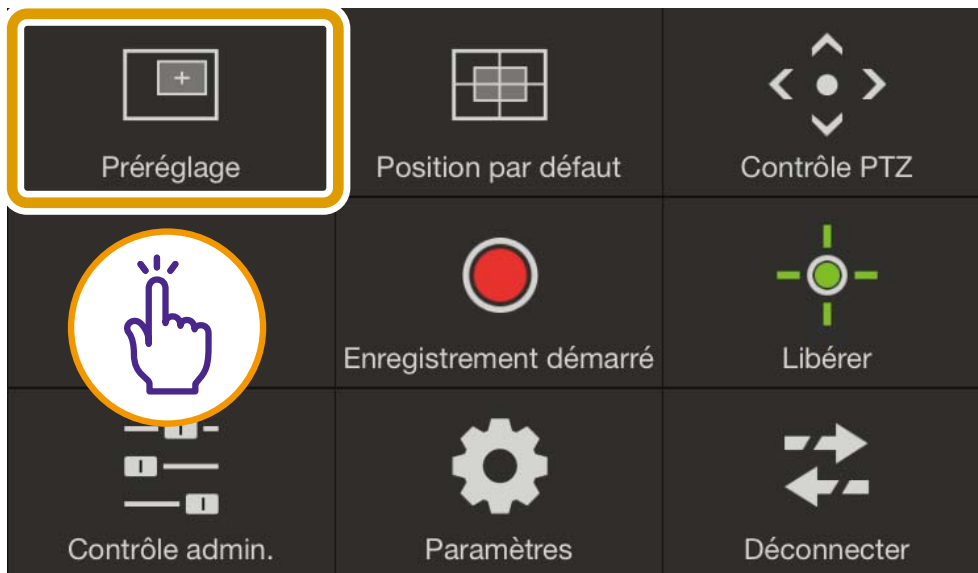 Préréglage
Position par défaut
Contrôle PTZ
Enregistrement démarré
Libérer
Contrôle admin.
Paramètres
Déconnecter